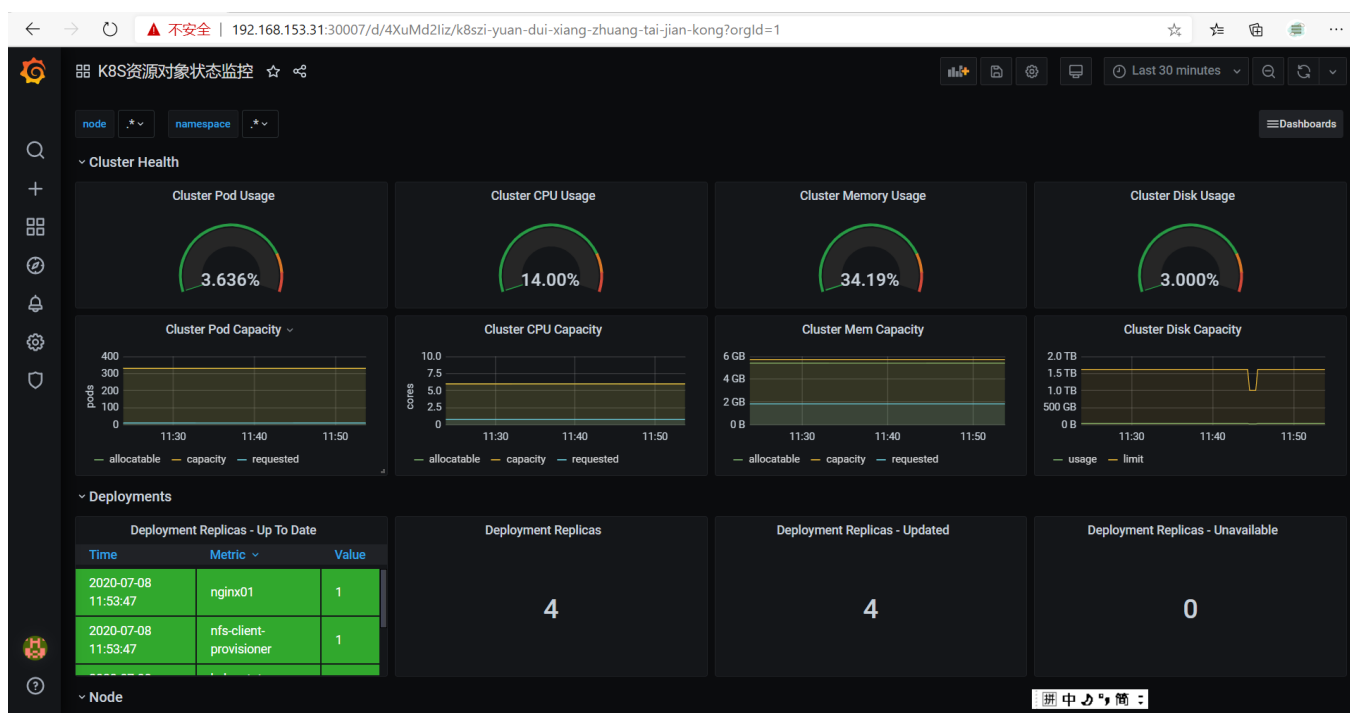 不安全 | 192.168.153.31:30007/d/4XuMd2Iiz/k8szi-yuan-dui-xiang-zhuang-tai-jian-kong?orgId=1
K8S资源对象状态监控
Last 30 minutes
node .* namespace .*
Dashboards
Cluster Health
Cluster Pod Usage
3.636%
Cluster CPU Usage
14.00%
Cluster Memory Usage
34.19%
Cluster Disk Usage
3.000%
Cluster Pod Capacity
pods
400
300
200
100
0
11:30 11:40 11:50
allocatable capacity requested
Cluster CPU Capacity
cores
10.0
7.5
5.0
2.5
0
11:30 11:40 11:50
allocatable capacity requested
Cluster Mem Capacity
6 GB
4 GB
2 GB
0 B
11:30 11:40 11:50
allocatable capacity requested
Cluster Disk Capacity
2.0 TB
1.5 TB
1.0 TB
500 GB
0 B
11:30 11:40 11:50
usage limit
Deployments
Deployment Replicas - Up To Date
Time Metric Value
2020-07-08
11:53:47
nginx01
1
2020-07-08
11:53:47
nfs-client-
provisioner
1
Deployment Replicas
4
Deployment Replicas - Updated
4
Deployment Replicas - Unavailable
0
Node
拼 中 简